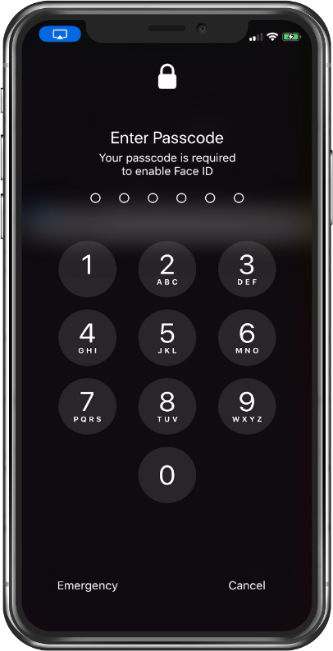 Enter Passcode
Your passcode is required
to enable Face ID
1
2
ABC
3
DEF
4
GHI
5
JKL
6
MNO
7
PQRS
8
TUV
9
WXYZ
0
Emergency
Cancel